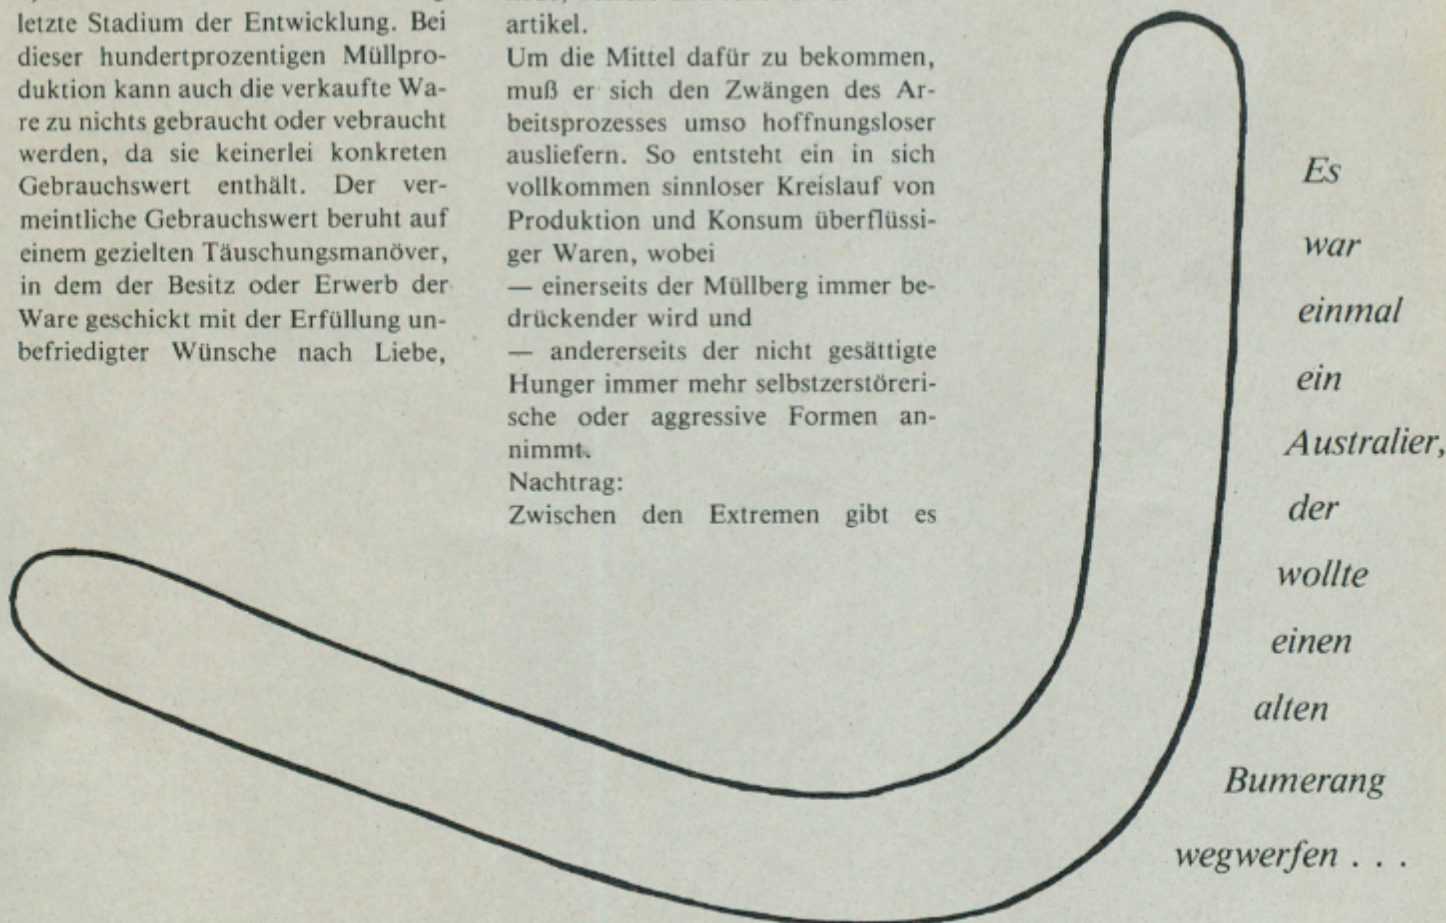 letzte Stadium der Entwicklung. Bei
dieser hundertprozentigen Müllpro-
duktion kann auch die verkaufte Wa-
re zu nichts gebraucht oder vebraucht
werden, da sie keinerlei konkreten
Gebrauchswert enthält. Der ver-
meintliche Gebrauchswert beruht auf
einem gezielten Täuschungsmanöver,
in dem der Besitz oder Erwerb der
Ware geschickt mit der Erfüllung un-
befriedigter Wünsche nach Liebe,
artikel.
Um die Mittel dafür zu bekommen,
muß er sich den Zwängen des Ar-
beitsprozesses umso hoffnungsloser
ausliefern. So entsteht ein in sich
vollkommen sinnloser Kreislauf von
Produktion und Konsum überflüssi-
ger Waren, wobei
— einerseits der Müllberg immer be-
drückender wird und
— andererseits der nicht gesättigte
Hunger immer mehr selbstzerstöreri-
sche oder aggressive Formen an-
nimmt.
Nachtrag:
Zwischen den Extremen gibt es
Es
war
einmal
ein
Australier,
der
wollte
einen
alten
Bumerang
wegwerfen . . .